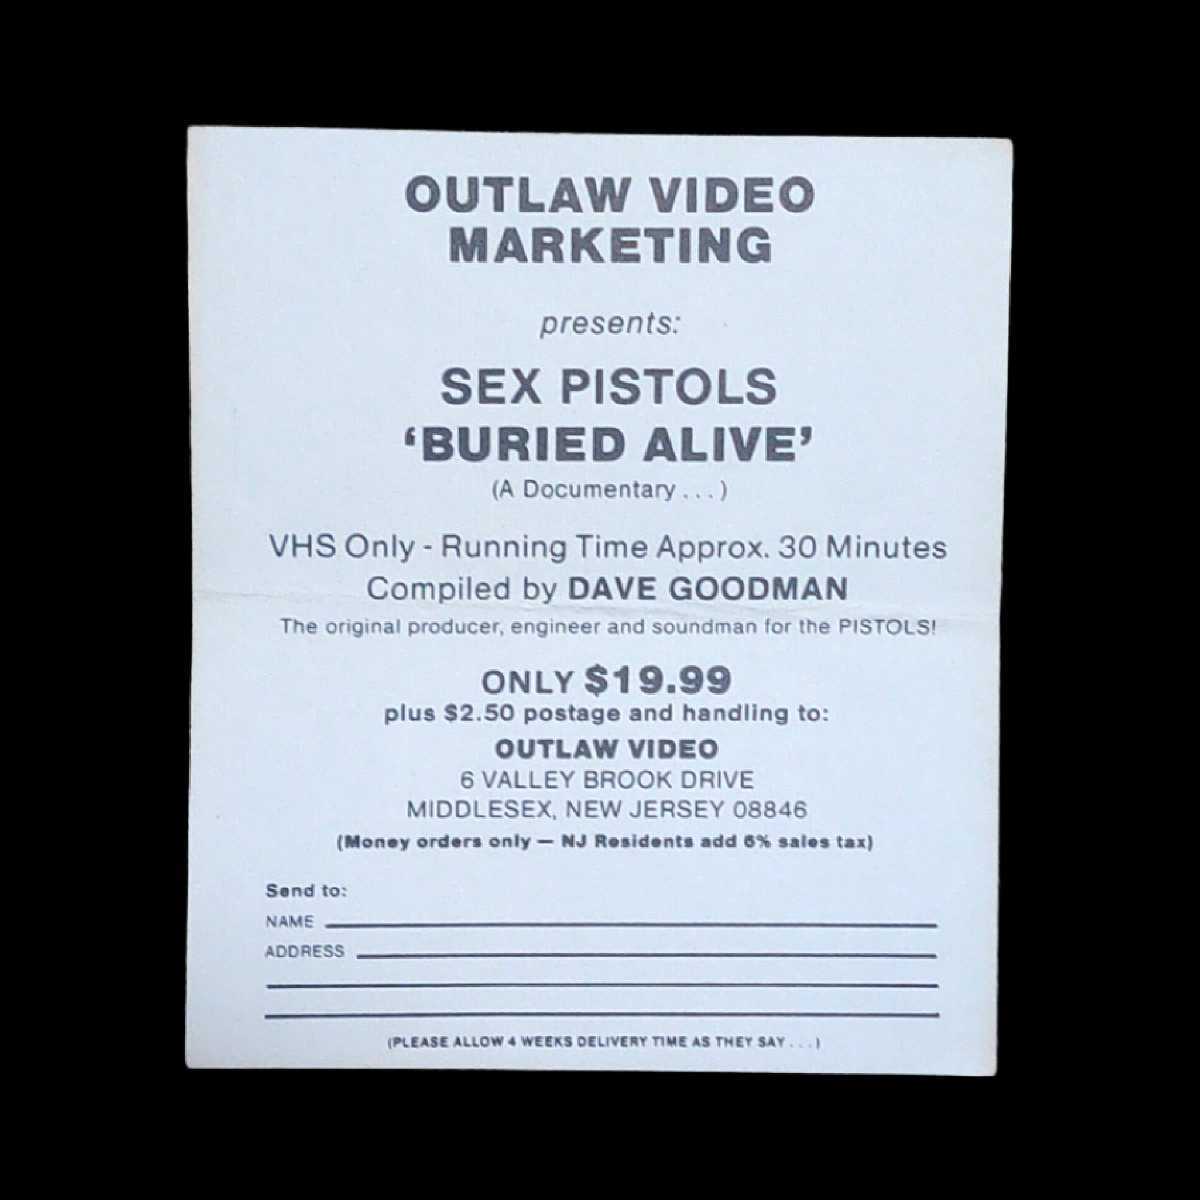 OUTLAW VIDEO
MARKETING
presents:
SEX PISTOLS
‘BURIED ALIVE’
(A Documentary . . . )
VHS Only - Running Time Approx. 30 Minutes
Compiled by DAVE GOODMAN
The original producer, engineer and soundman for the PISTOLS!
ONLY $19.99
plus $2.50 postage and handling to:
OUTLAW VIDEO
6 VALLEY BROOK DRIVE
MIDDLESEX, NEW JERSEY 08846
(Money orders only — NJ Residents add 6% sales tax)
Send to:
NAME
ADDRESS
(PLEASE ALLOW 4 WEEKS DELIVERY TIME AS THEY SAY . . . )